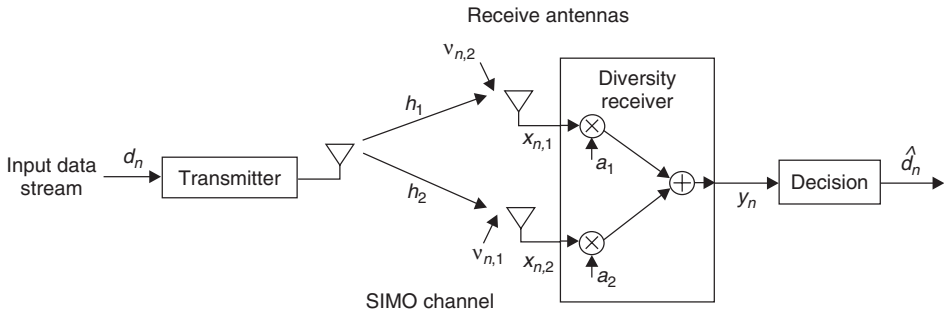 Receive antennas
ν_{n,2}
Diversity
receiver
h_1
x_{n,1}
a_1
Input data
stream
d_n
Transmitter
h_2
y_n
Decision
\hat{d}_n
ν_{n,1}
x_{n,2}
a_2
SIMO channel